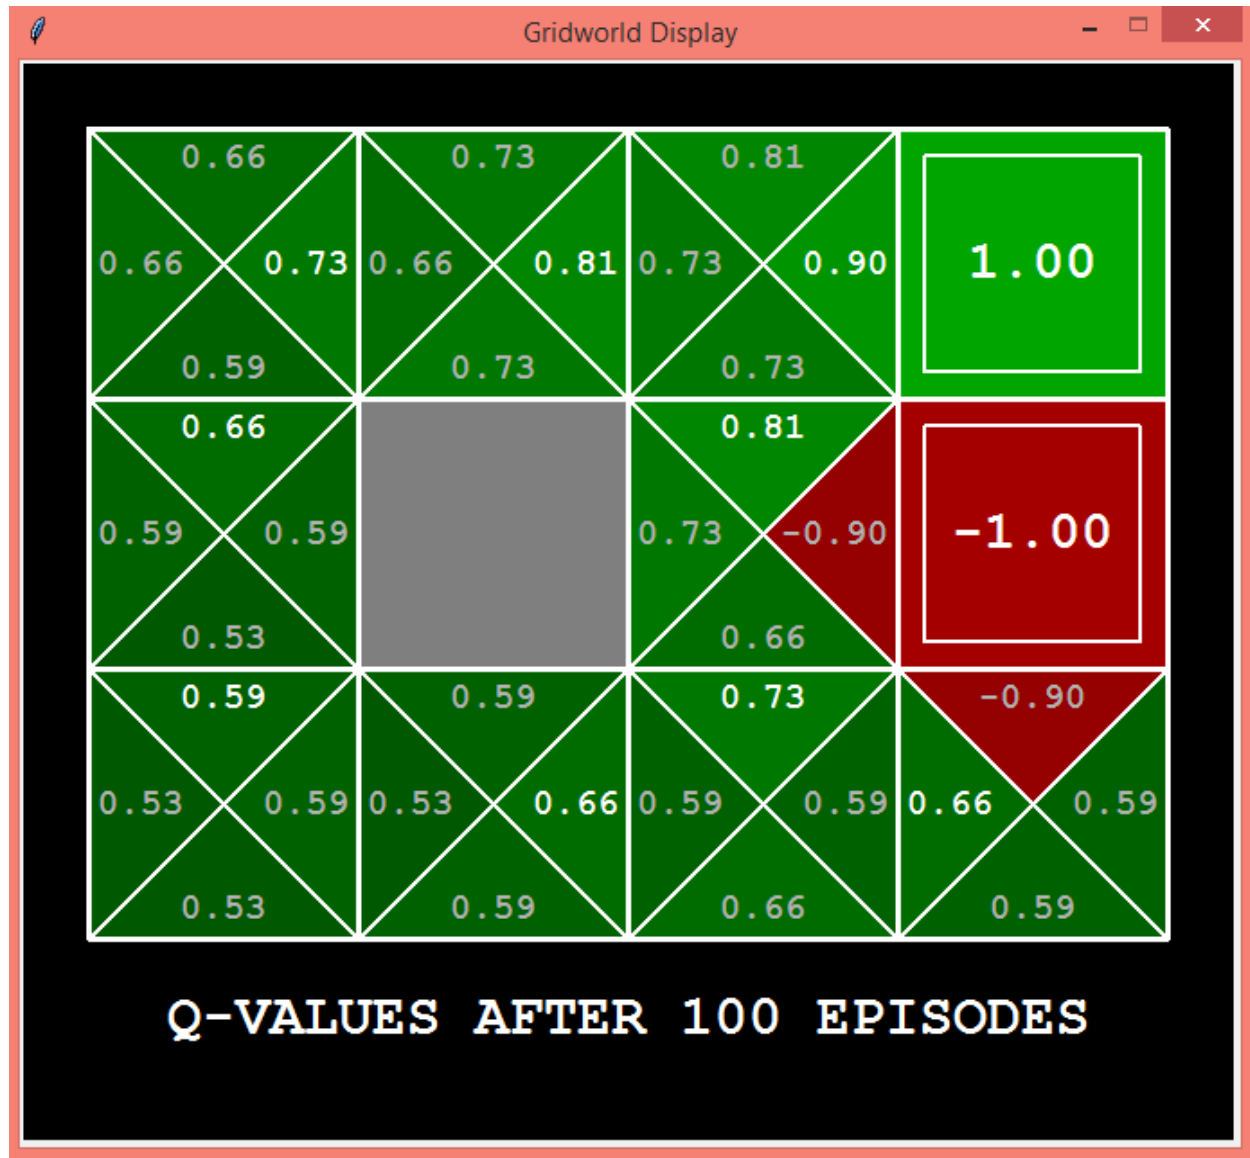 Gridworld Display
0.66 0.73 0.81
0.66 0.73 0.66 0.81 0.73 0.90 1.00
0.59 0.73 0.73
0.66 0.81
0.59 0.59 0.73 -0.90 -1.00
0.53 0.66
0.59 0.59 0.73 -0.90
0.53 0.59 0.53 0.66 0.59 0.59 0.66 0.59
0.53 0.59 0.66 0.59
Q-VALUES AFTER 100 EPISODES